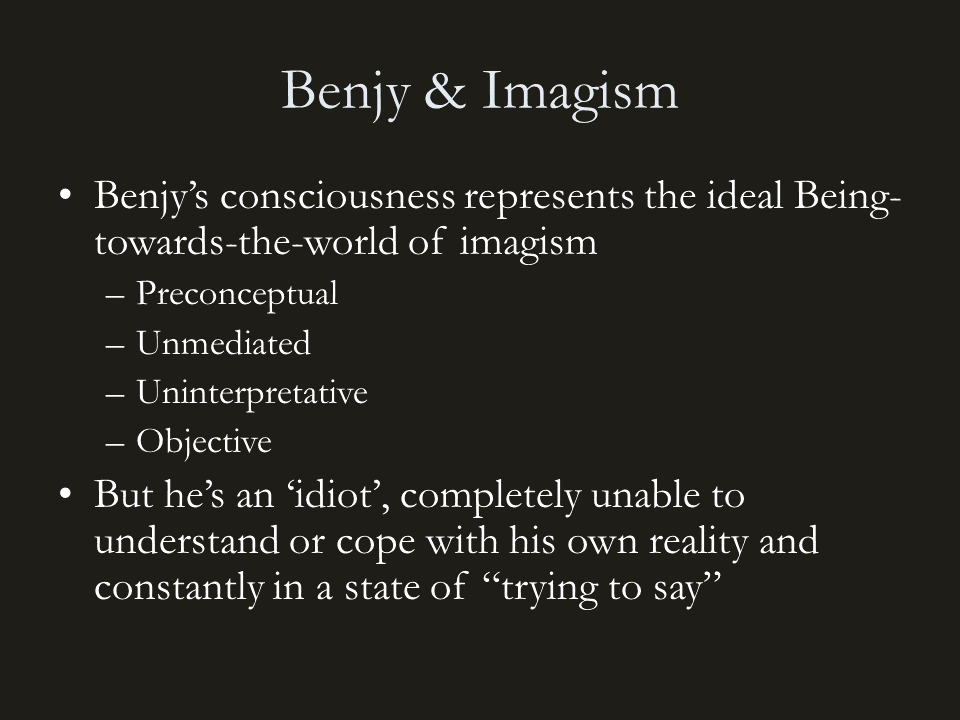 Benjy & Imagism
• Benjy’s consciousness represents the ideal Being-
towards-the-world of imagism
–Preconceptual
–Unmediated
–Uninterpretative
–Objective
• But he’s an ‘idiot’, completely unable to
understand or cope with his own reality and
constantly in a state of “trying to say”